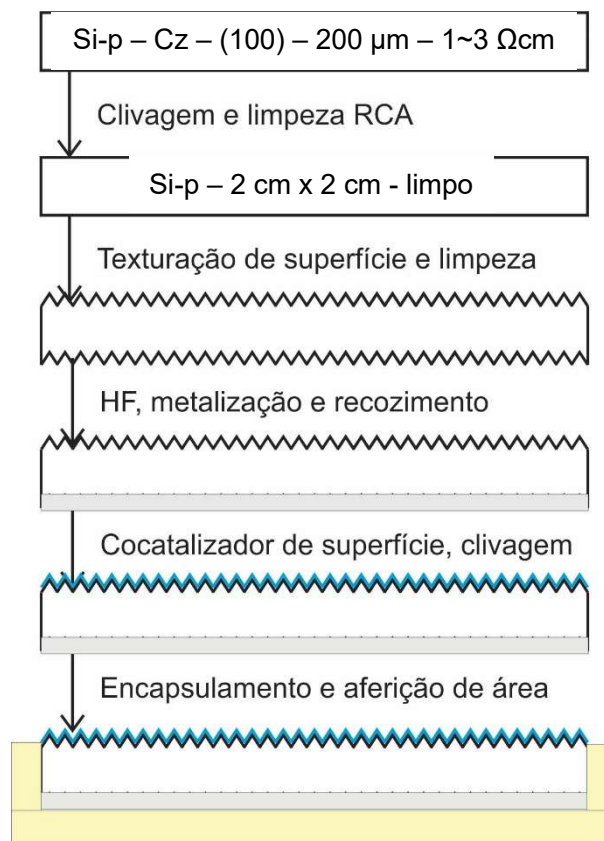 Si-p – Cz – (100) – 200 µm – 1~3 Ωcm
Clivagem e limpeza RCA
Si-p – 2 cm x 2 cm - limpo
Texturação de superfície e limpeza
HF, metalização e recozimento
Cocatalizador de superfície, clivagem
Encapsulamento e aferição de área